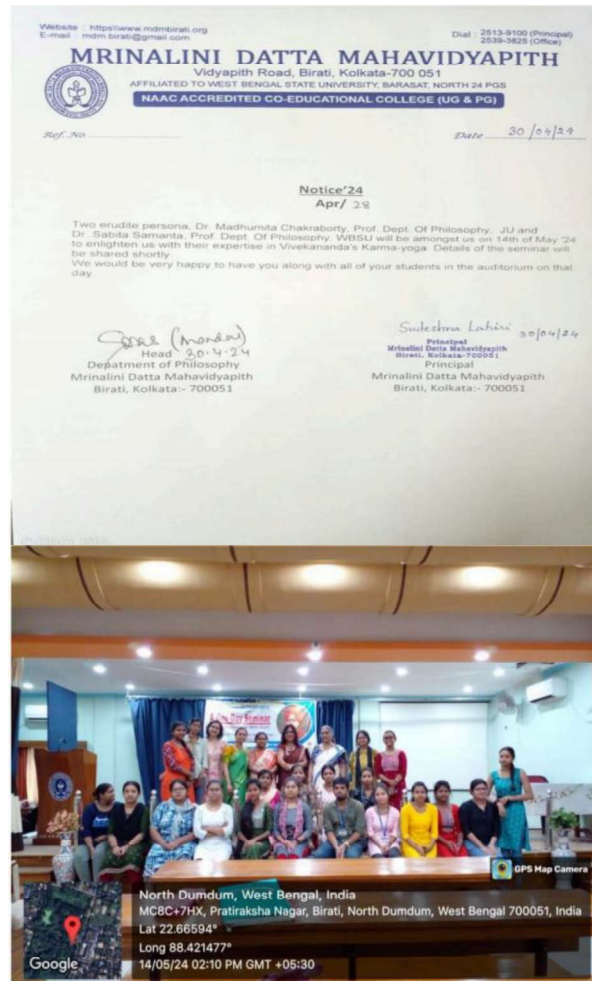 Website : https\\www.mdmbirati.org
E-mail : mdm.birati@gmail.com
Dial : 2513-9100 (Principal)
2539-3825 (Office)
MRINALINI DATTA MAHAVIDYAPITH
Vidyapith Road, Birati, Kolkata-700 051
AFFILIATED TO WEST BENGAL STATE UNIVERSITY, BARASAT, NORTH 24 PGS
NAAC ACCREDITED CO-EDUCATIONAL COLLEGE (UG & PG)
Ref. No
Date 30/04/24
Notice'24
Apr/ 28
Two erudite persona, Dr. Madhumita Chakraborty, Prof. Dept. Of Philosophy, JU and
Dr. Sabita Samanta, Prof. Dept. Of Philosophy, WBSU will be amongst us on 14th of May '24
to enlighten us with their expertise in Vivekananda's Karma-yoga. Details of the seminar will
be shared shortly.
We would be very happy to have you along with all of your students in the auditorium on that
day.
(Mondal)
Head 30.4.24
Depatment of Philosophy
Mrinalini Datta Mahavidyapith
Birati, Kolkata:- 700051
Sudeshna Lahiri 30/04/24
Principal
Mrinalini Datta Mahavidyapith
Birati, Kolkata-700051
Principal
Mrinalini Datta Mahavidyapith
Birati, Kolkata:- 700051
A One Day Seminar
GPS Map Camera
North Dumdum, West Bengal, India
MC8C+7HX, Pratiraksha Nagar, Birati, North Dumdum, West Bengal 700051, India
Lat 22.66594°
Long 88.421477°
14/05/24 02:10 PM GMT +05:30
Google